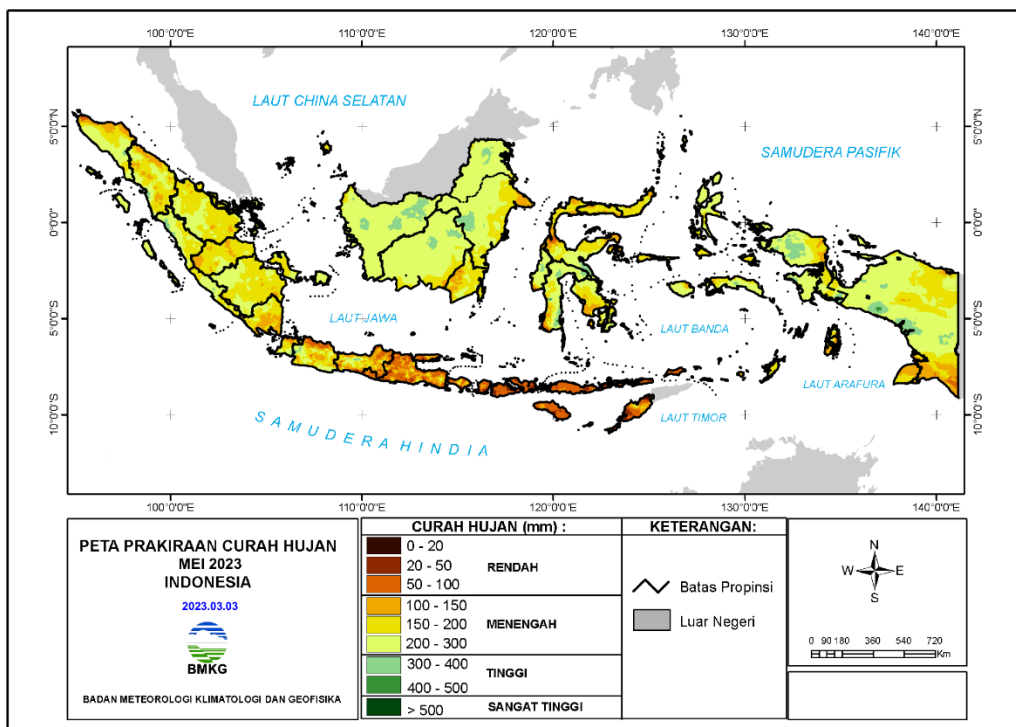 100°0'0"E 110°0'0"E 120°0'0"E 130°0'0"E 140°0'0"E
5°0'0"N 5°0'0"N
0°0'0" 0°0'0"
5°0'0"S 5°0'0"S
10°0'0"S 10°0'0"S
LAUT CHINA SELATAN
SAMUDERA PASIFIK
LAUT JAWA
LAUT BANDA
LAUT ARAFURA
LAUT TIMOR
SAMUDERA HINDIA
100°0'0"E 110°0'0"E 120°0'0"E 130°0'0"E 140°0'0"E
PETA PRAKIRAAN CURAH HUJAN
MEI 2023
INDONESIA
2023.03.03
BMKG
BADAN METEOROLOGI KLIMATOLOGI DAN GEOFISIKA
CURAH HUJAN (mm) :
0 - 20
20 - 50
50 - 100
RENDAH
100 - 150
150 - 200
200 - 300
MENENGAH
300 - 400
400 - 500
TINGGI
> 500
SANGAT TINGGI
KETERANGAN:
Batas Propinsi
Luar Negeri
N
W E
S
0 90 180 360 540 720
Km